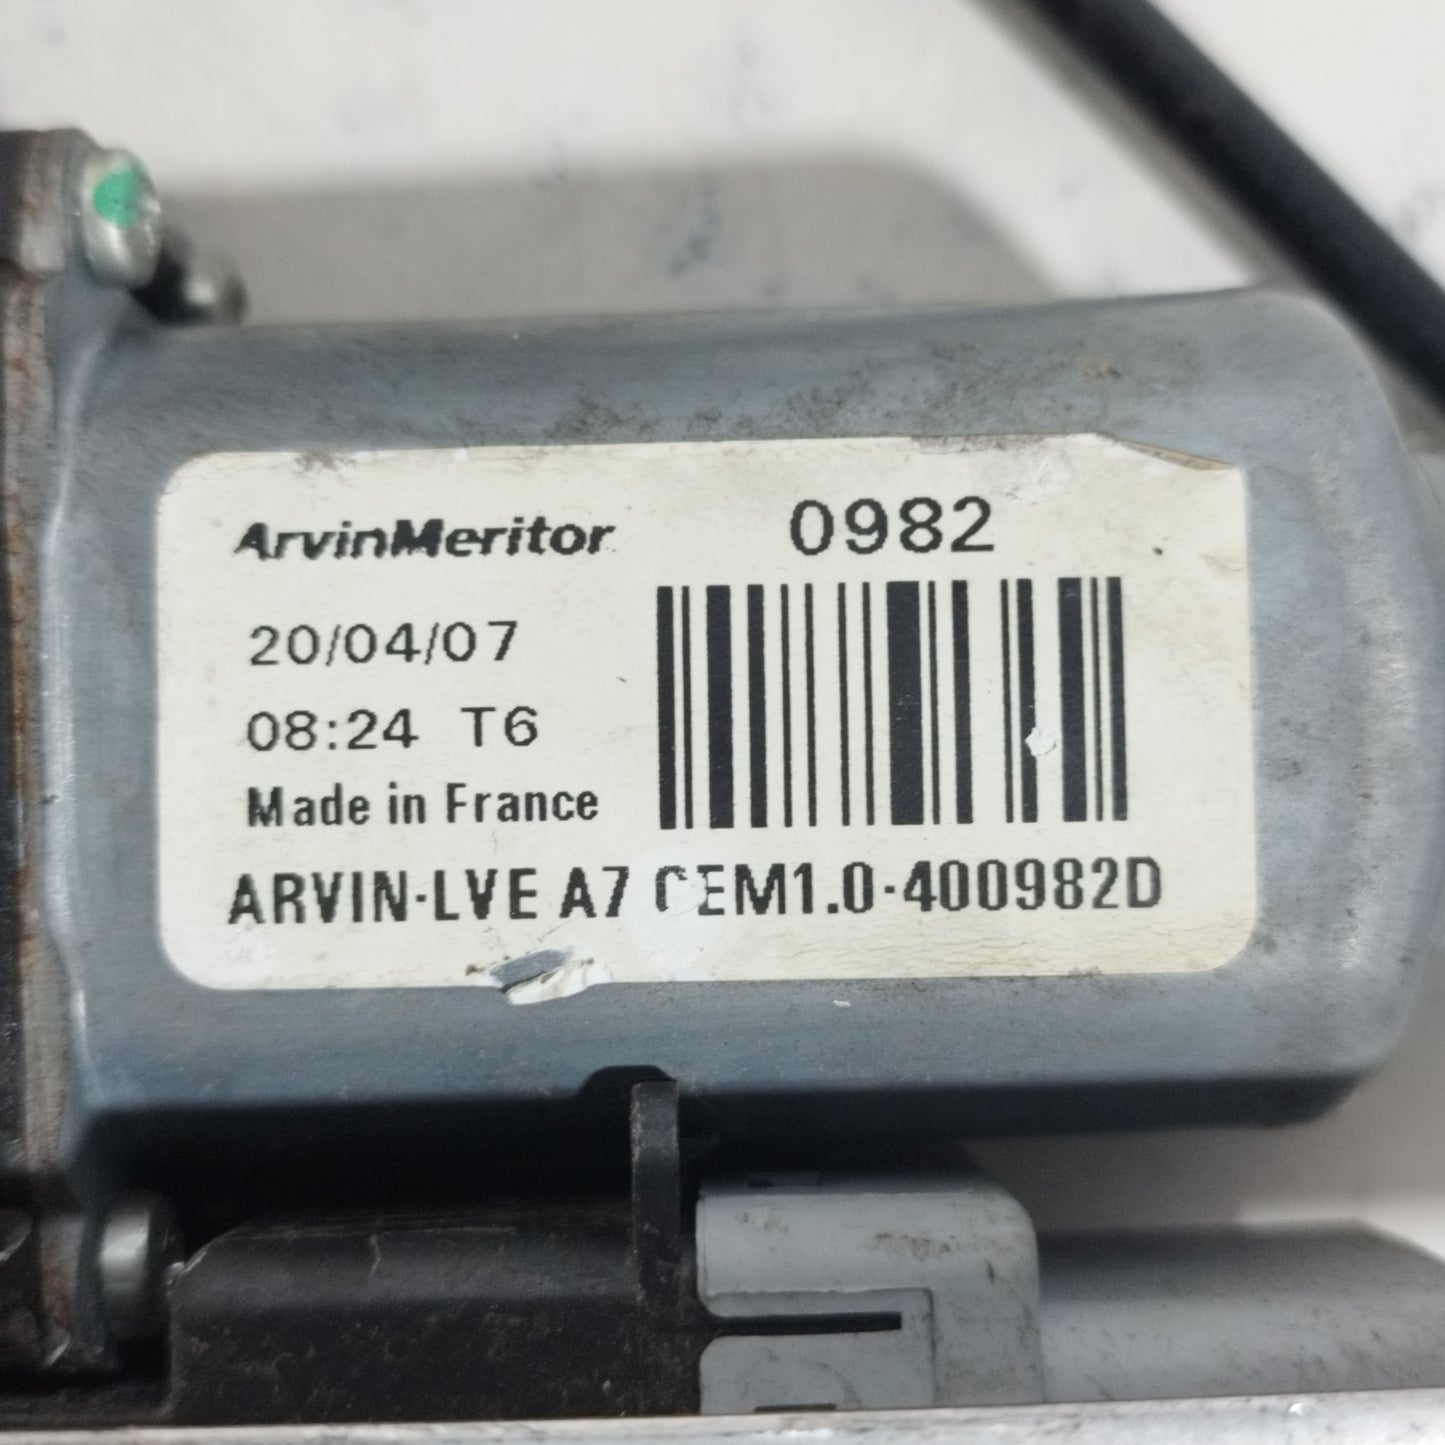 ArvinMeritor
0982
20/04/07
08:24 T6
Made in France
ARVIN-LVE A7 CEM1.0-400982D